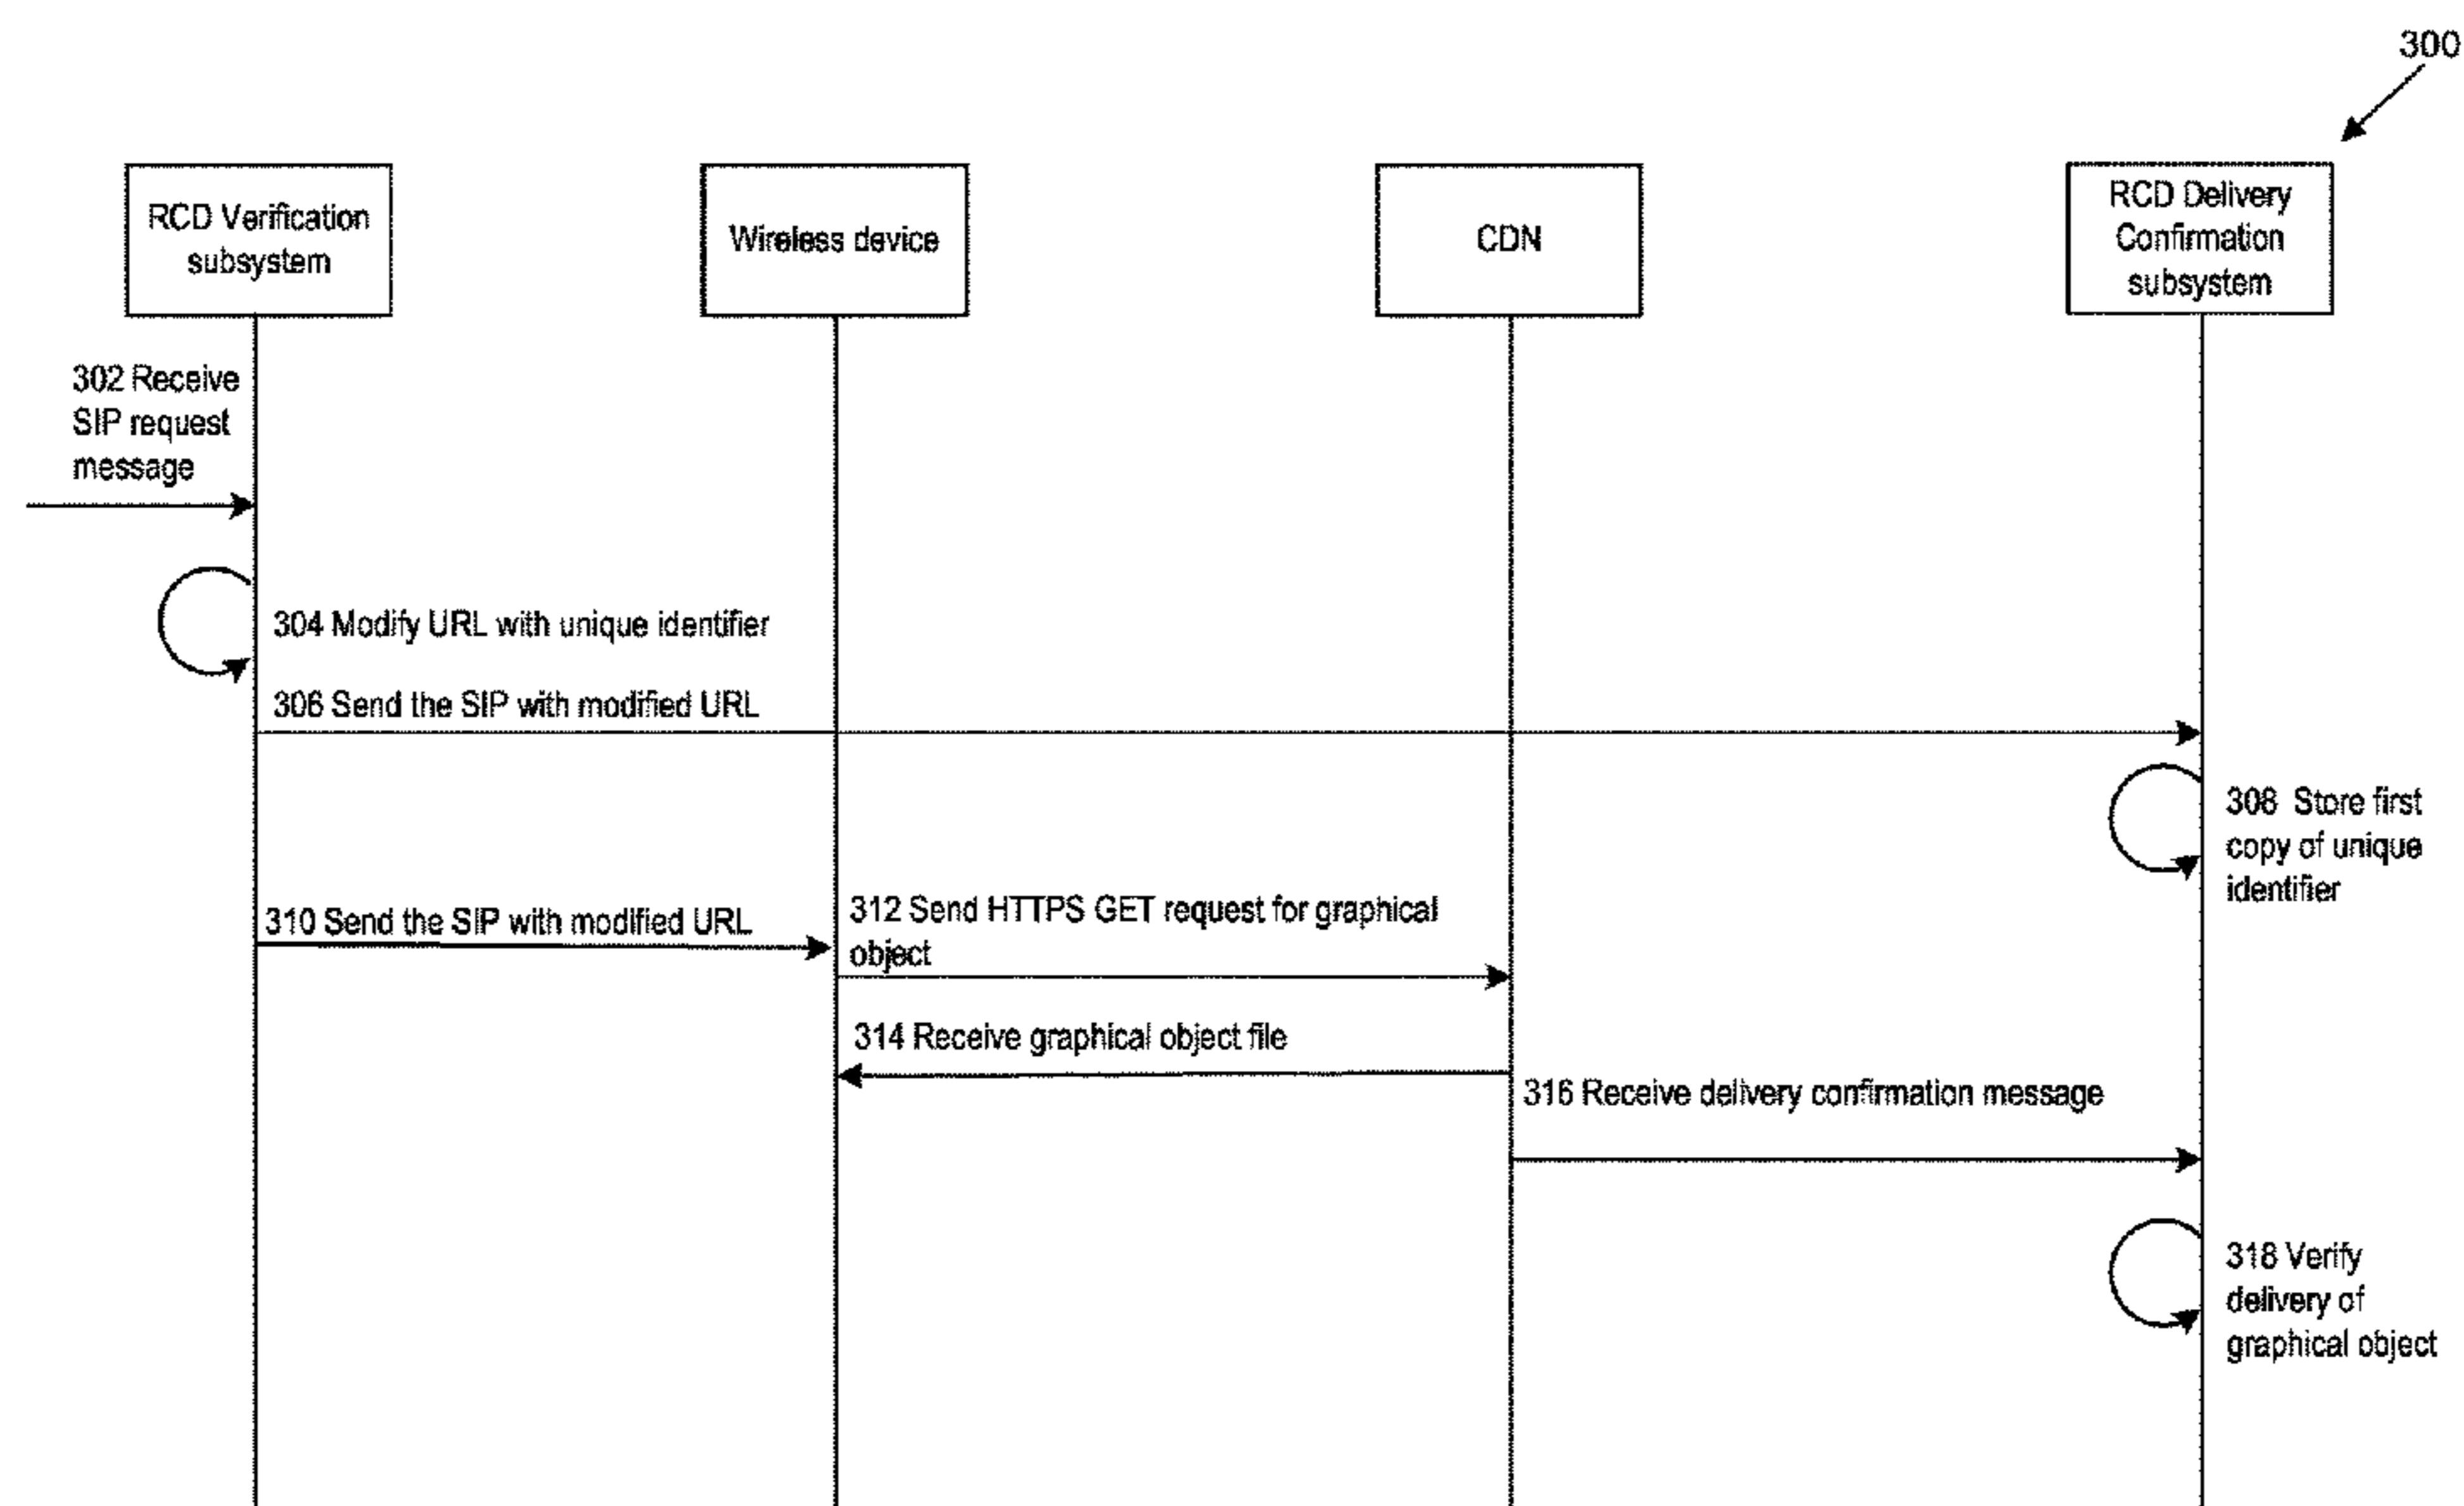 300
RCD Verification
subsystem
Wireless device
CDN
RCD Delivery
Confirmation
subsystem
302 Receive
SIP request
message
304 Modify URL with unique identifier
306 Send the SIP with modified URL
308 Store first
copy of unique
identifier
310 Send the SIP with modified URL
312 Send HTTPS GET request for graphical
object
314 Receive graphical object file
316 Receive delivery confirmation message
318 Verify
delivery of
graphical object